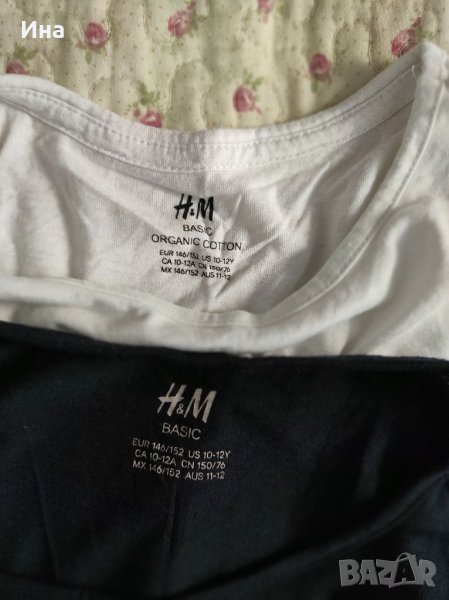 Ина
H&M
BASIC
ORGANIC COTTON
EUR 146/152 US 10-12Y
CA 10-12A CN 150/76
MX 146/152 AUS 11-12
H&M
BASIC
EUR 146/152 US 10-12Y
CA 10-12A CN 150/76
MX 146/152 AUS 11-12
BAZAR